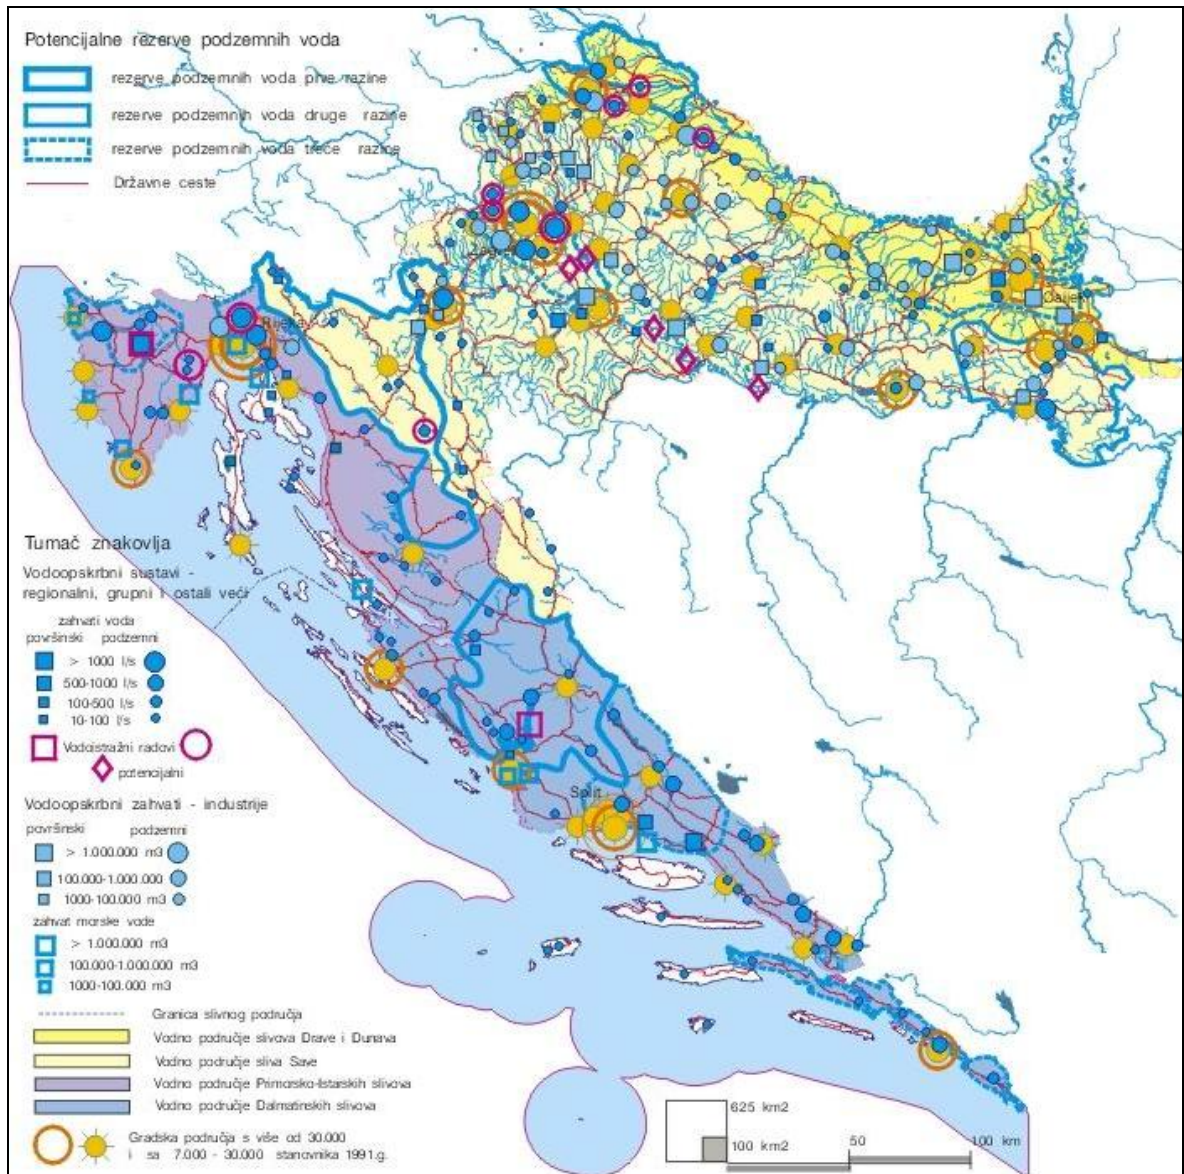 Potencijalne rezerve podzemnih voda
rezerve podzemnih voda prve razine
rezerve podzemnih voda druge razine
rezerve podzemnih voda treće razine
Državne ceste
Rijeka
Osijek
Tumač znakovlja
Vodoopskrbni sustavi -
regionalni, grupni i ostali veći
zahvati voda
površinski podzemni
> 1000 l/s
500-1000 l/s
100-500 l/s
10-100 l/s
Vodoistražni radovi
potencijalni
Split
Vodoopskrbni zahvati - industrije
površinski podzemni
> 1.000.000 m3
100.000-1.000.000
1000-100.000 m3
zahvat morske vode
> 1.000.000 m3
100.000-1.000.000 m3
1000-100.000 m3
Granica slivnog područja
Vodno područje slivova Drave i Dunava
Vodno područje sliva Save
Vodno područje Primorsko-Istarskih slivova
Vodno područje Dalmatinskih slivova
Gradska područja s više od 30.000
i sa 7.000 - 30.000 stanovnika 1991.g.
625 km2
100 km2
50
100 km